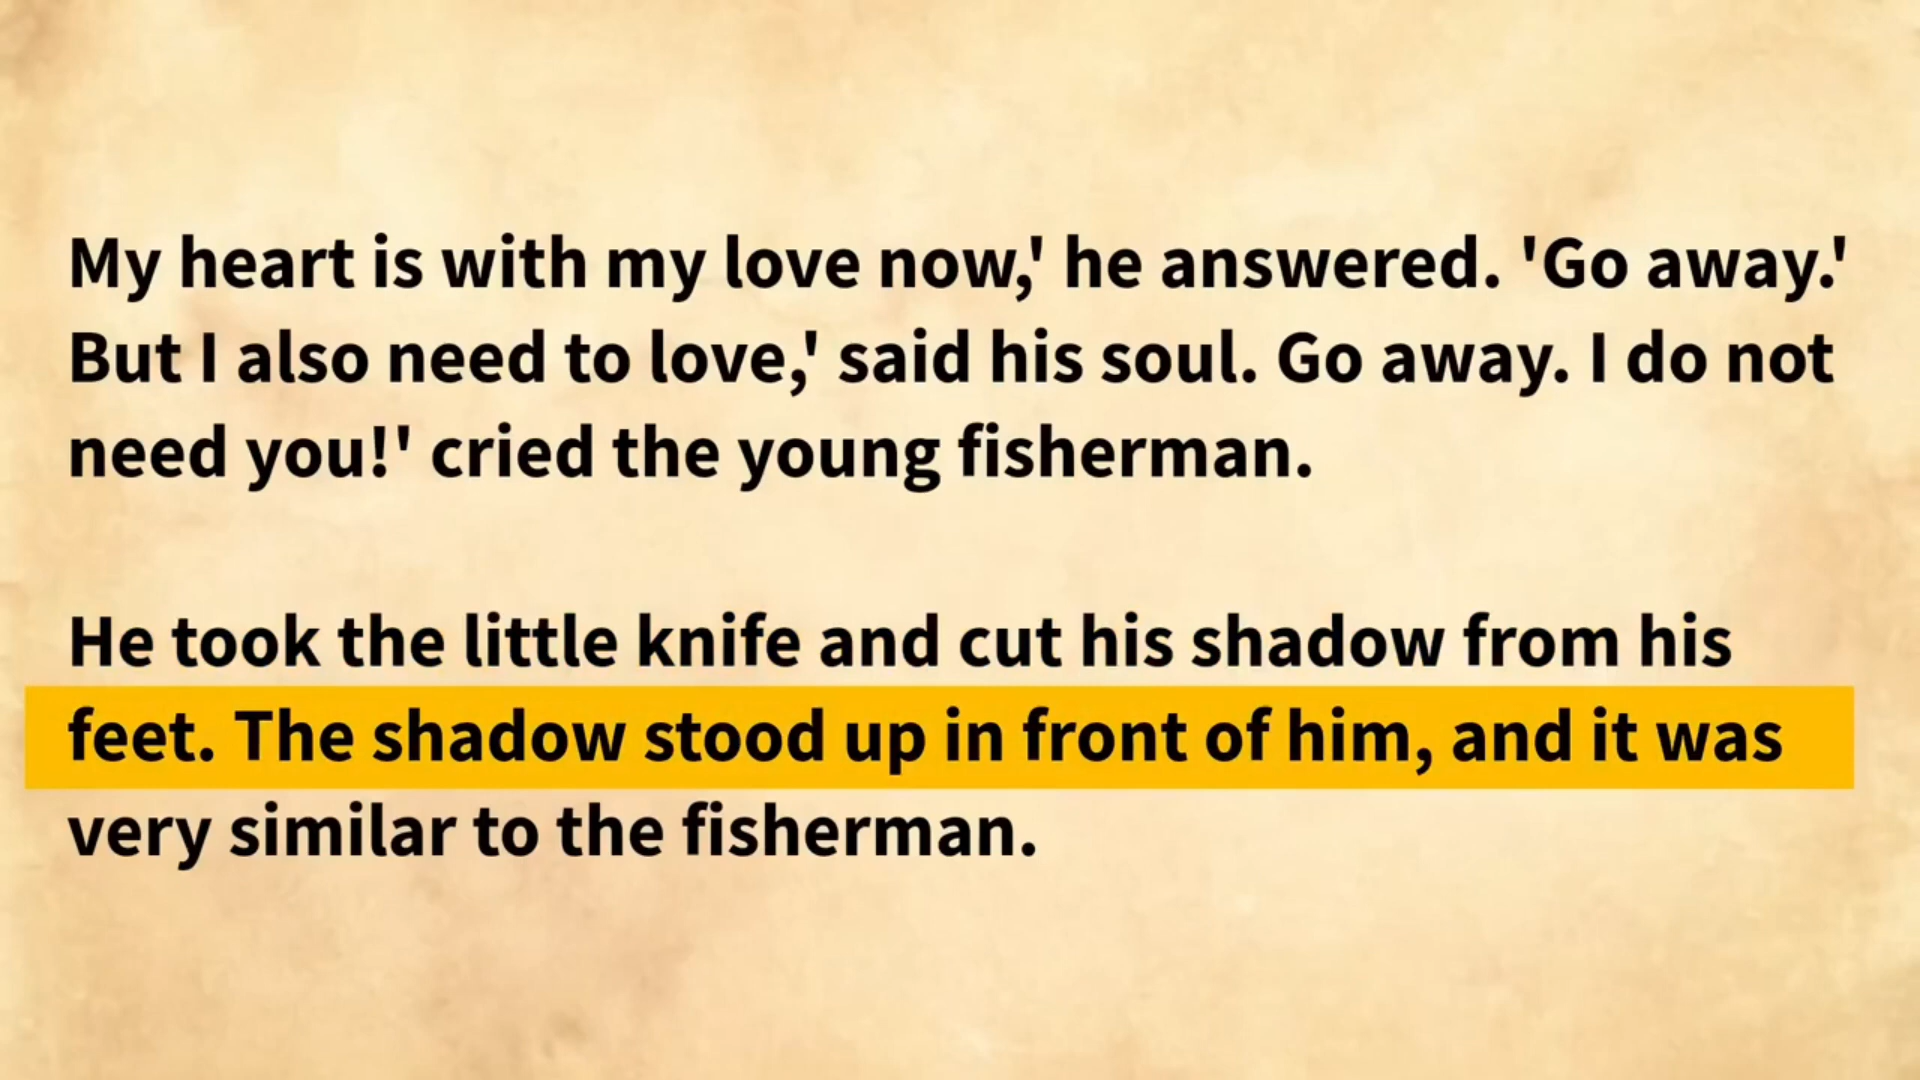 My heart is with my love now,' he answered. 'Go away.'
But I also need to love,' said his soul. Go away. I do not
need you!' cried the young fisherman.
He took the little knife and cut his shadow from his
feet. The shadow stood up in front of him, and it was
very similar to the fisherman.